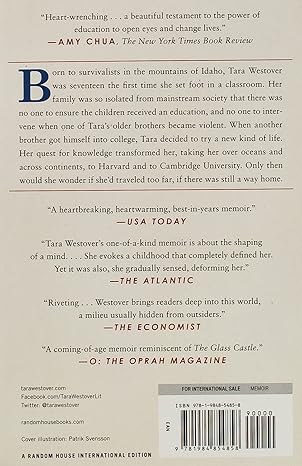 "Heart-wrenching . . . a beautiful testament to the power of
education to open eyes and change lives."
—AMY CHUA, The New York Times Book Review
Born to survivalists in the mountains of Idaho, Tara Westover
was seventeen the first time she set foot in a classroom. Her
family was so isolated from mainstream society that there was
no one to ensure the children received an education, and no one to inter-
vene when one of Tara's older brothers became violent. When another
brother got himself into college, Tara decided to try a new kind of life.
Her quest for knowledge transformed her, taking her over oceans and
across continents, to Harvard and to Cambridge University. Only then
would she wonder if she'd traveled too far, if there was still a way home.
"A heartbreaking, heartwarming, best-in-years memoir."
—USA TODAY
"Tara Westover's one-of-a-kind memoir is about the shaping
of a mind. . . . She evokes a childhood that completely defined her.
Yet it was also, she gradually sensed, deforming her."
—THE ATLANTIC
"Riveting . . . Westover brings readers deep into this world,
a milieu usually hidden from outsiders."
—THE ECONOMIST
"A coming-of-age memoir reminiscent of The Glass Castle."
—O: THE OPRAH MAGAZINE
tarawestover.com
Facebook.com/TaraWestoverLit
Twitter: @tarawestover
randomhousebooks.com
Cover illustration: Patrik Svensson
A RANDOM HOUSE INTERNATIONAL EDITION
FOR INTERNATIONAL SALE
MEMOIR
ISBN 978-1-9848-5485-8
90000
EAN
9 781984 854858